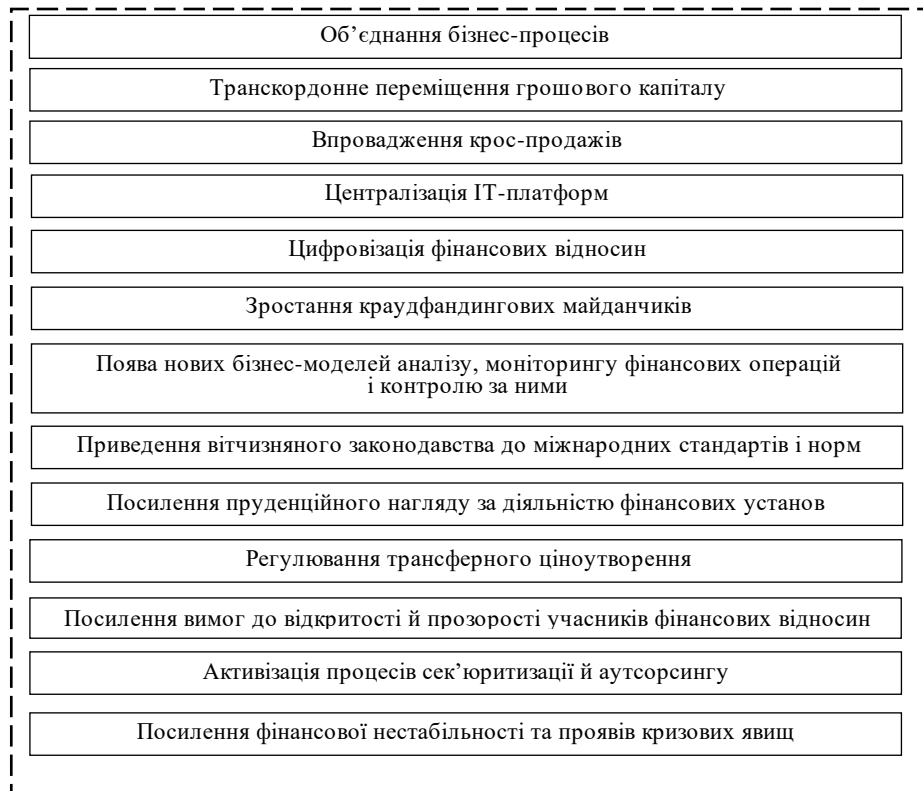 Об’єднання бізнес-процесів
Транскордонне переміщення грошового капіталу
Впровадження крос-продажів
Централізація ІТ-платформ
Цифровізація фінансових відносин
Зростання краудфандингових майданчиків
Поява нових бізнес-моделей аналізу, моніторингу фінансових операцій
і контролю за ними
Приведення вітчизняного законодавства до міжнародних стандартів і норм
Посилення пруденційного нагляду за діяльністю фінансових установ
Регулювання трансферного ціноутворення
Посилення вимог до відкритості й прозорості учасників фінансових відносин
Активізація процесів сек’юритизації й аутсорсингу
Посилення фінансової нестабільності та проявів кризових явищ